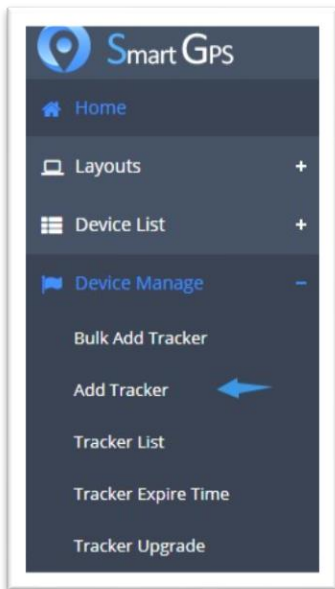 Smart GPS
Home
Layouts +
Device List +
Device Manage -
Bulk Add Tracker
Add Tracker
Tracker List
Tracker Expire Time
Tracker Upgrade